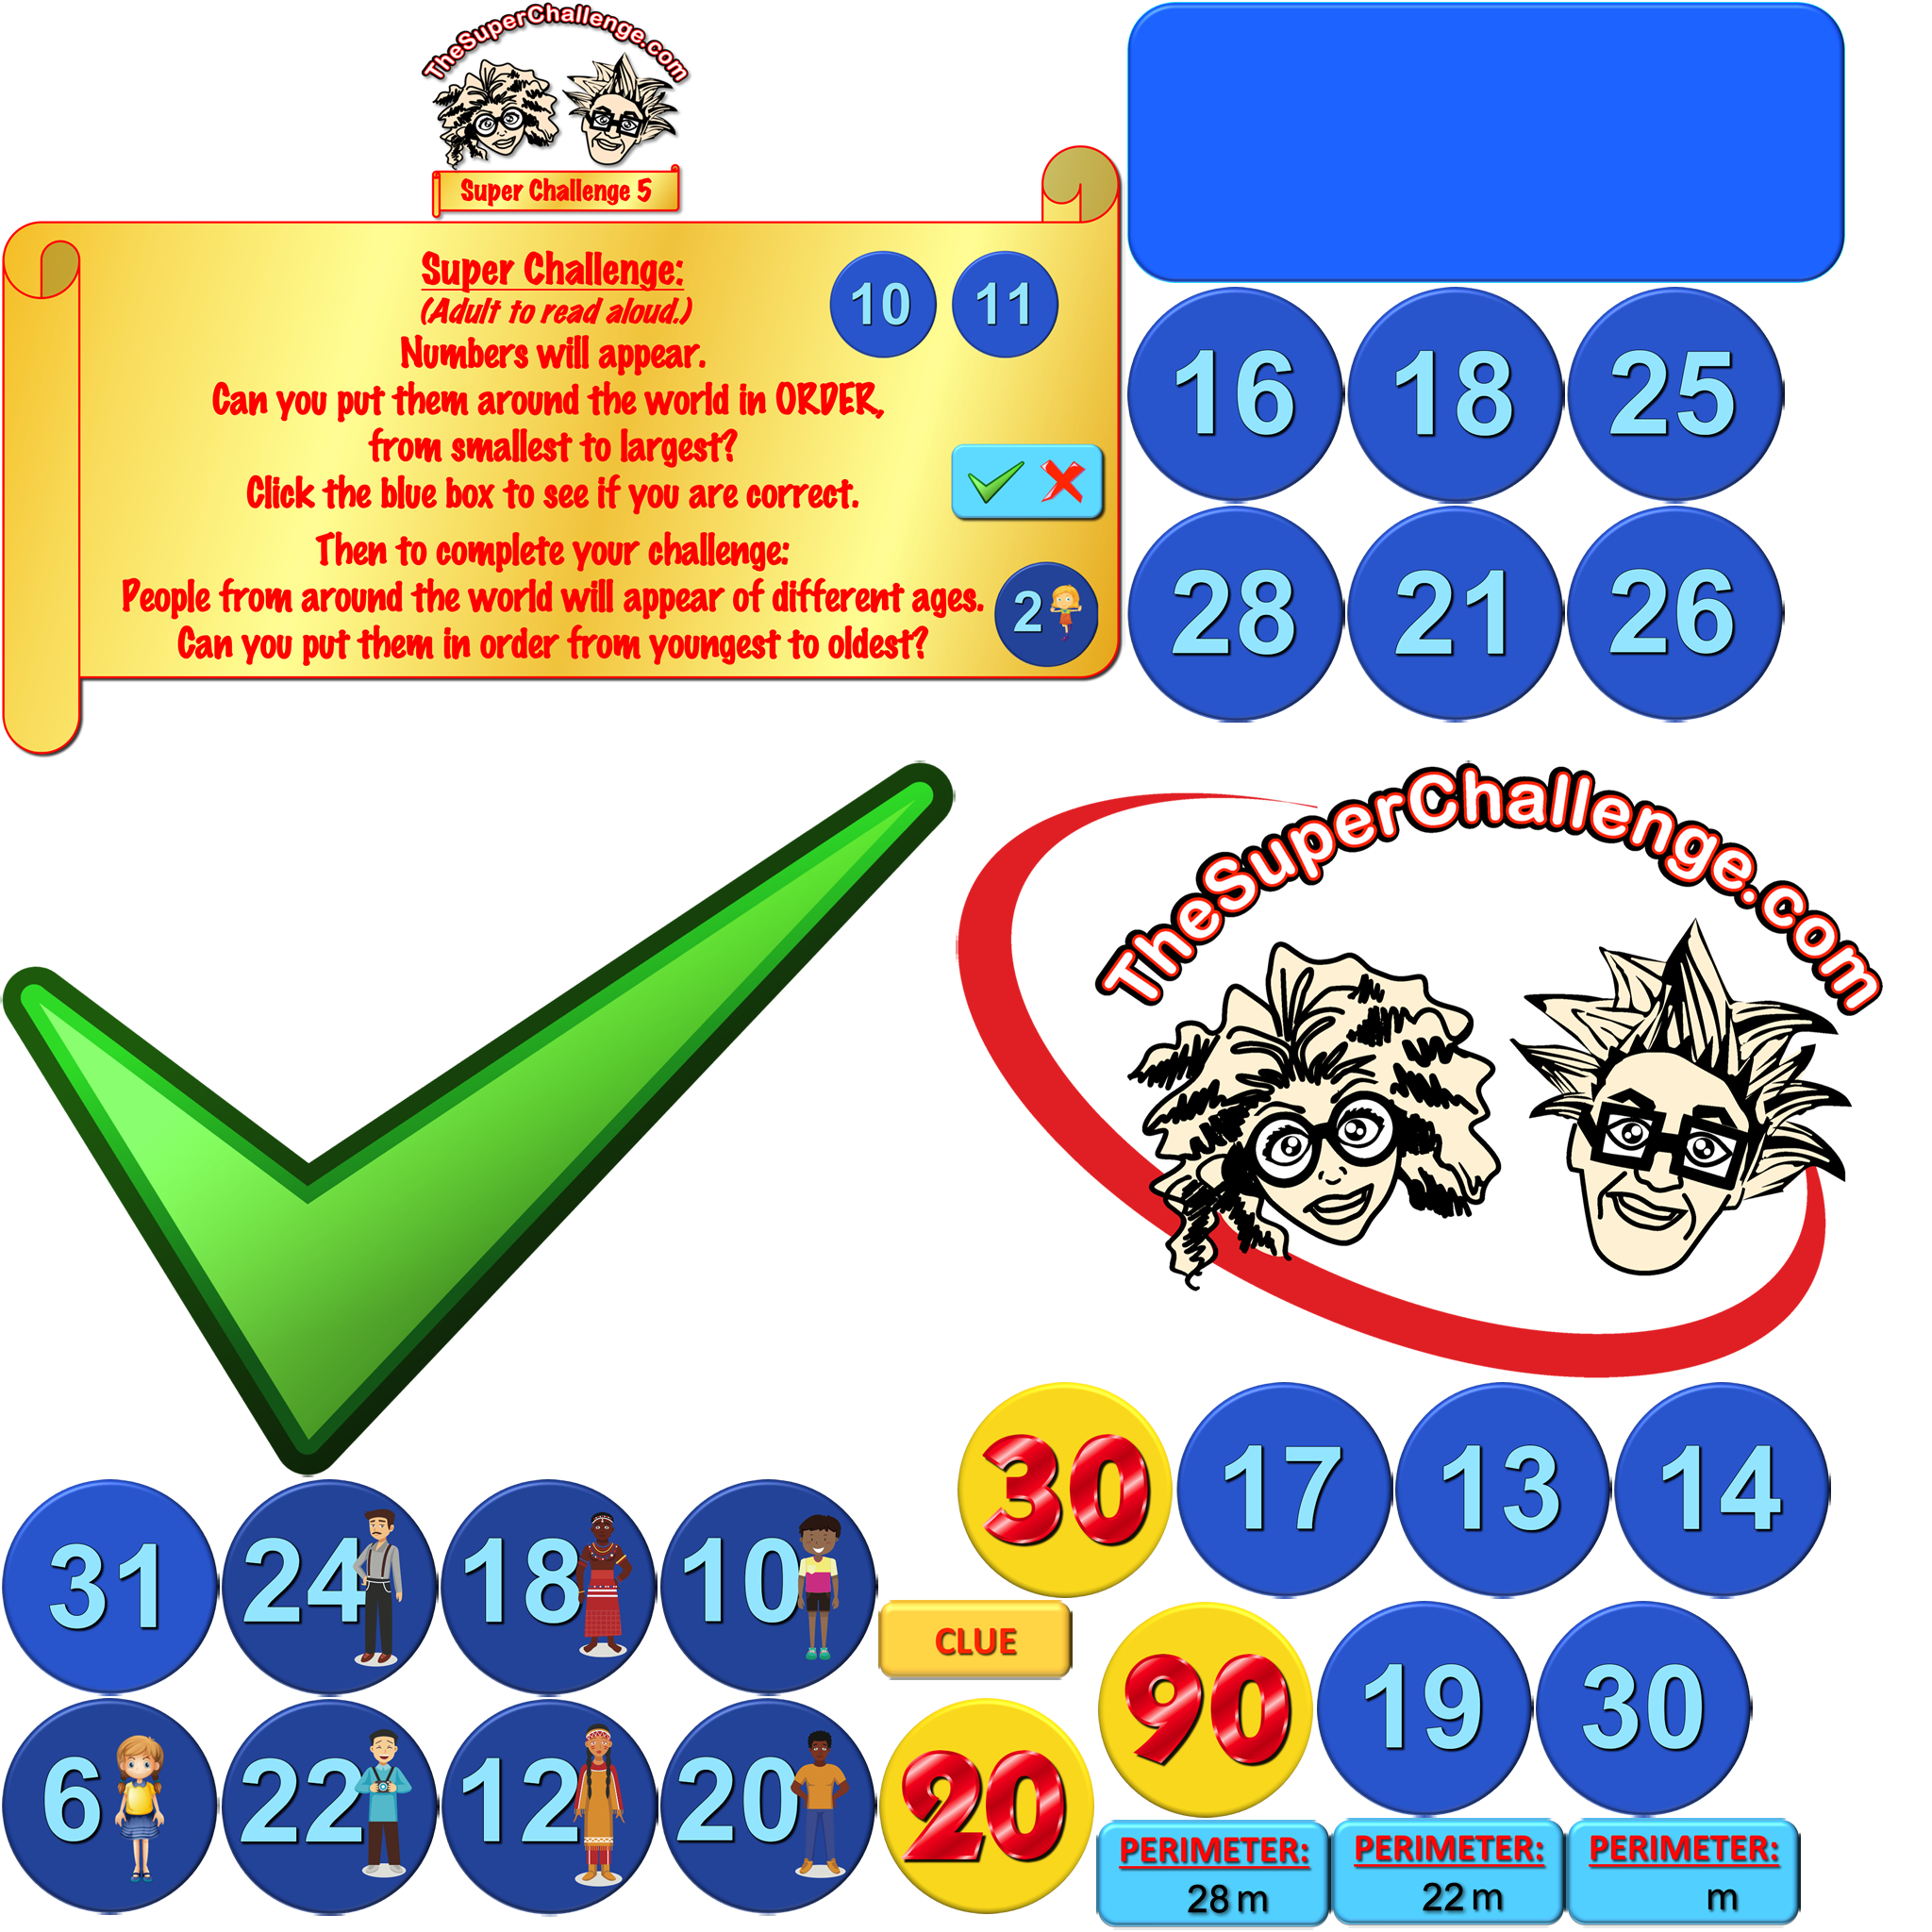 TheSuperChallenge.com
Super Challenge 5
Super Challenge:
(Adult to read aloud.)
10 11
Numbers will appear.
Can you put them around the world in ORDER,
from smallest to largest?
Click the blue box to see if you are correct.
Then to complete your challenge:
People from around the world will appear of different ages.
2
Can you put them in order from youngest to oldest?
16 18 25
28 21 26
TheSuperChallenge.com
30 17 13 14
31 24 18 10
CLUE
90 19 30
6 22 12 20 20
PERIMETER: PERIMETER: PERIMETER:
28 m 22 m m